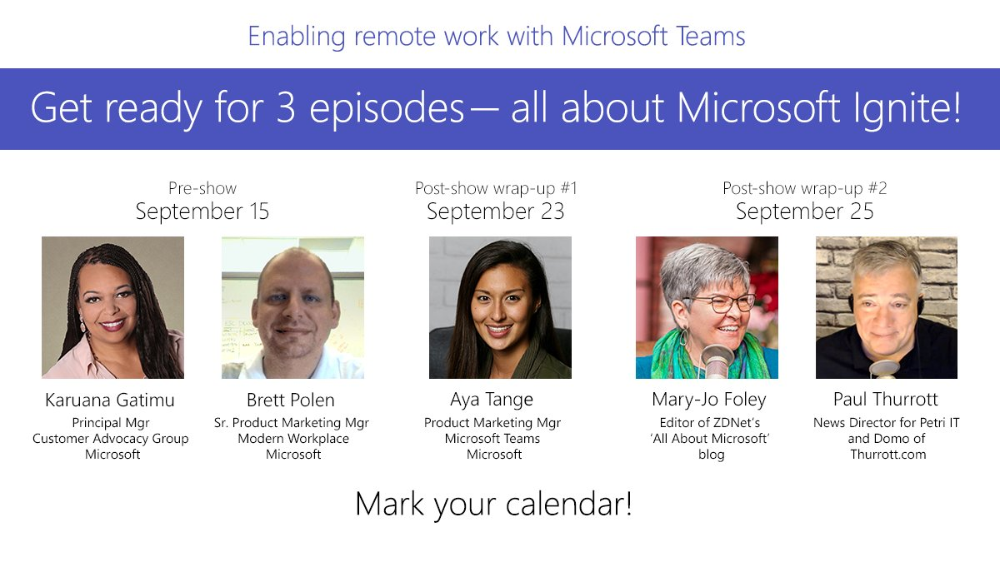 Enabling remote work with Microsoft Teams
Get ready for 3 episodes— all about Microsoft Ignite!
Pre-show
September 15
Karuana Gatimu
Principal Mgr
Customer Advocacy Group
Microsoft
Brett Polen
Sr. Product Marketing Mgr
Modern Workplace
Microsoft
Post-show wrap-up #1
September 23
Aya Tange
Product Marketing Mgr
Microsoft Teams
Microsoft
Post-show wrap-up #2
September 25
Mary-Jo Foley
Editor of ZDNet's
'All About Microsoft'
blog
Paul Thurrott
News Director for Petri IT
and Domo of
Thurrott.com
Mark your calendar!